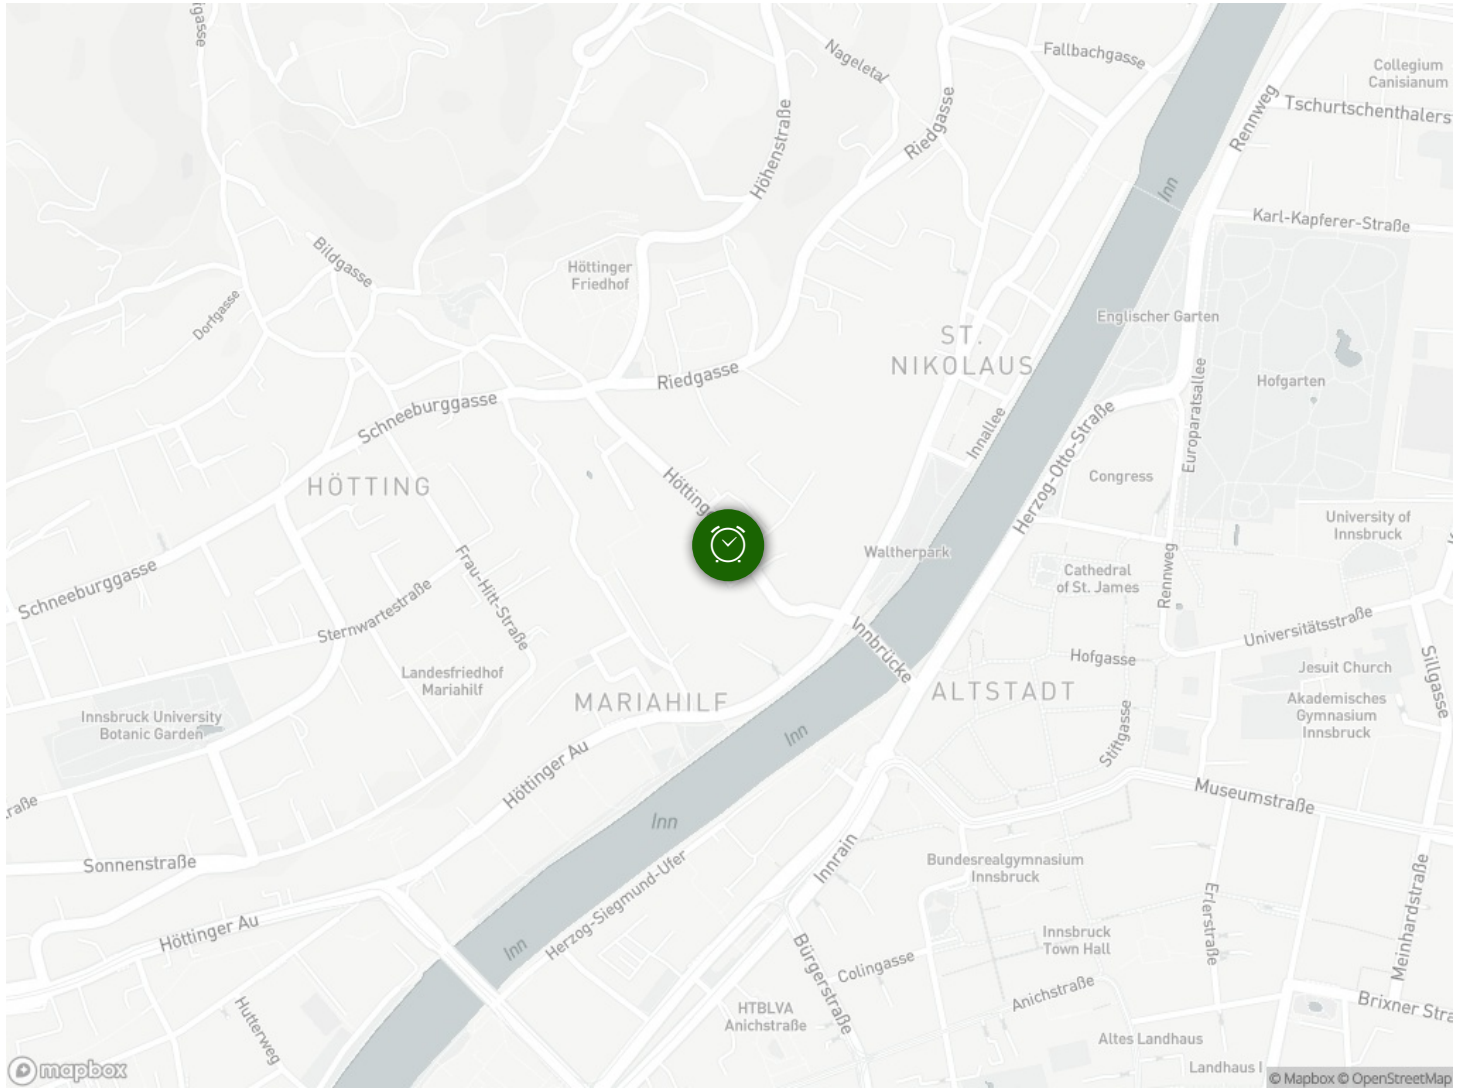 Nageletal
Fallbachgasse
Collegium
Canisianum
Tschurtschenthalers
Rennweg
Riedgasse
Höhenstraße
Inn
Karl-Kapferer-Straße
Bildgasse
Höttinger
Friedhof
Dorfgasse
Englischer Garten
ST.
NIKOLAUS
Hofgarten
Riedgasse
Schneeburggasse
Europaratsallee
Innallee
Herzog-Otto-Straße
Congress
HÖTTING
Hötting
University of
Innsbruck
Waltherpark
Cathedral
of St. James
Rennweg
Schneeburggasse
Sternwartestraße
Frau-Hitt-Straße
Innbrücke
Universitätsstraße
Hofgasse
Jesuit Church
Sillgasse
Landesfriedhof
Mariahilf
MARIAHILF
ALTSTADT
Akademisches
Gymnasium
Innsbruck
Innsbruck University
Botanic Garden
Stiftgasse
Inn
Höttinger Au
Museumstraße
raße
Inn
Sonnenstraße
Innrain
Bundesrealgymnasium
Innsbruck
Herzog-Siegmund-Ufer
Erlerstraße
Meinhardstraße
Höttinger Au
Inn
Innsbruck
Town Hall
Bürgerstraße
Colingasse
Anichstraße
Brixner Stra
HTBLVA
Anichstraße
Hutterweg
Altes Landhaus
Landhaus I
mapbox
© Mapbox © OpenStreetMap